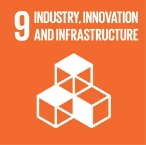 9 INDUSTRY, INNOVATION
AND INFRASTRUCTURE